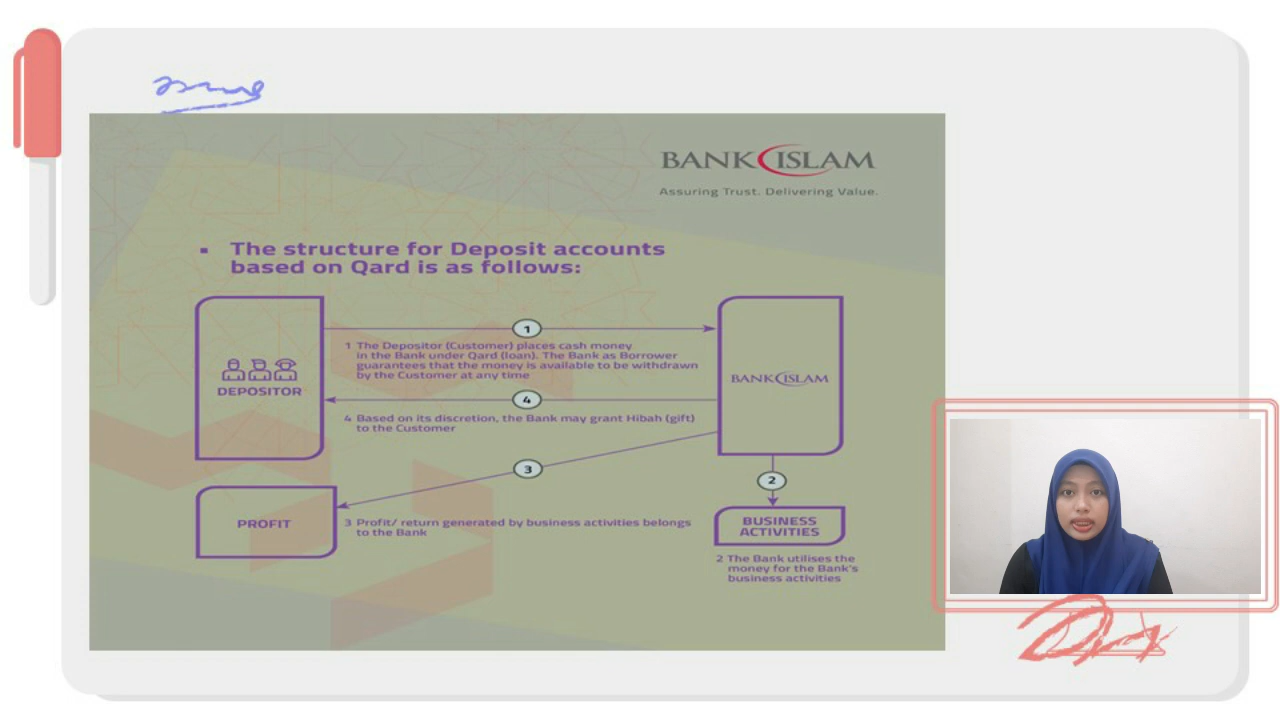 BANK ISLAM
Assuring Trust. Delivering Value.
▪ The structure for Deposit accounts
based on Qard is as follows:
1
1 The Depositor (Customer) places cash money
in the Bank under Qard (loan). The Bank as Borrower
guarantees that the money is available to be withdrawn
by the Customer at any time
DEPOSITOR
BANK ISLAM
4
4 Based on its discretion, the Bank may grant Hibah (gift)
to the Customer
3
2
PROFIT
3 Profit/ return generated by business activities belongs
to the Bank
BUSINESS
ACTIVITIES
2 The Bank utilises the
money for the Bank's
business activities